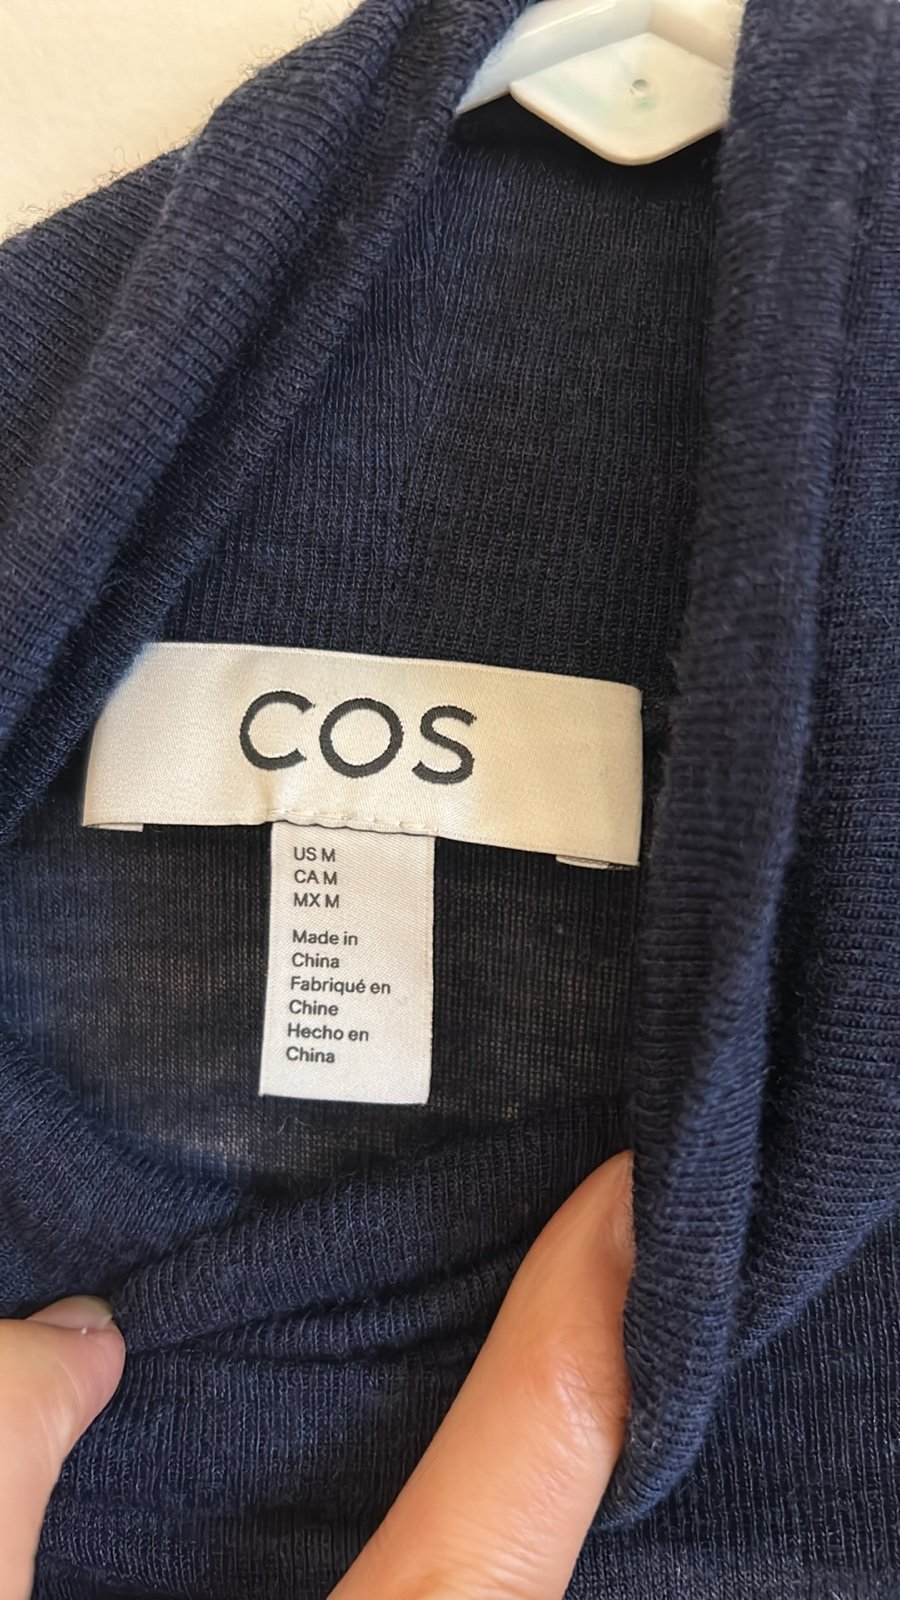 COS
US M
CA M
MX M
Made in
China
Fabriqué en
Chine
Hecho en
China